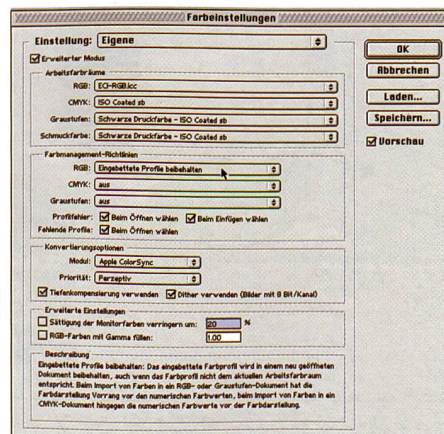 Farbeinstellungen
Einstellung: Eigene
Erweiterter Modus
Arbeitsfarbräume
RGB: ECI-RGB.icc
CMYK: ISO Coated sb
Graustufen: Schwarze Druckfarbe - ISO Coated sb
Schmuckfarbe: Schwarze Druckfarbe - ISO Coated sb
Farbmanagement-Richtlinien
RGB: Eingebettete Profile beibehalten
CMYK: aus
Graustufen: aus
Profilfehler: Beim Öffnen wählen Beim Einfügen wählen
Fehlende Profile: Beim Öffnen wählen
Konvertierungsoptionen
Modul: Apple ColorSync
Priorität: Perzeptiv
Tiefenkompensierung verwenden Dither verwenden (Bilder mit 8 Bit/Kanal)
Erweiterte Einstellungen
Sättigung der Monitorfarben verringern um: 20 %
RGB-Farben mit Gamma füllen: 1.00
Beschreibung
Eingebettete Profile beibehalten: Das eingebettete Farbprofil wird in einem neu geöffneten
Dokument beibehalten, auch wenn das Farbprofil nicht dem aktuellen Arbeitsfarbraum
entspricht. Beim Import von Farben in ein RGB- oder Graustufen-Dokument hat die
Farbdarstellung Vorrang vor den numerischen Farbwerten, beim Import von Farben in ein
CMYK-Dokument hingegen die numerischen Farbwerte vor der Farbdarstellung.
OK
Abbrechen
Laden...
Speichern...
Vorschau